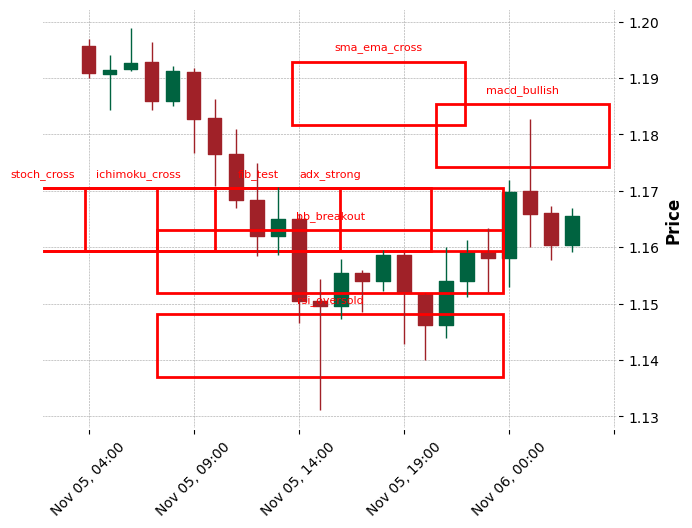 1.20
sma_ema_cross
1.19
macd_bullish
1.18
stoch_cross ichimoku_cross fib_test adx_strong
1.17
bb_breakout
1.16
Price
1.15
rsi_oversold
1.14
1.13
Nov 05, 04:00
Nov 05, 09:00
Nov 05, 14:00
Nov 05, 19:00
Nov 06, 00:00